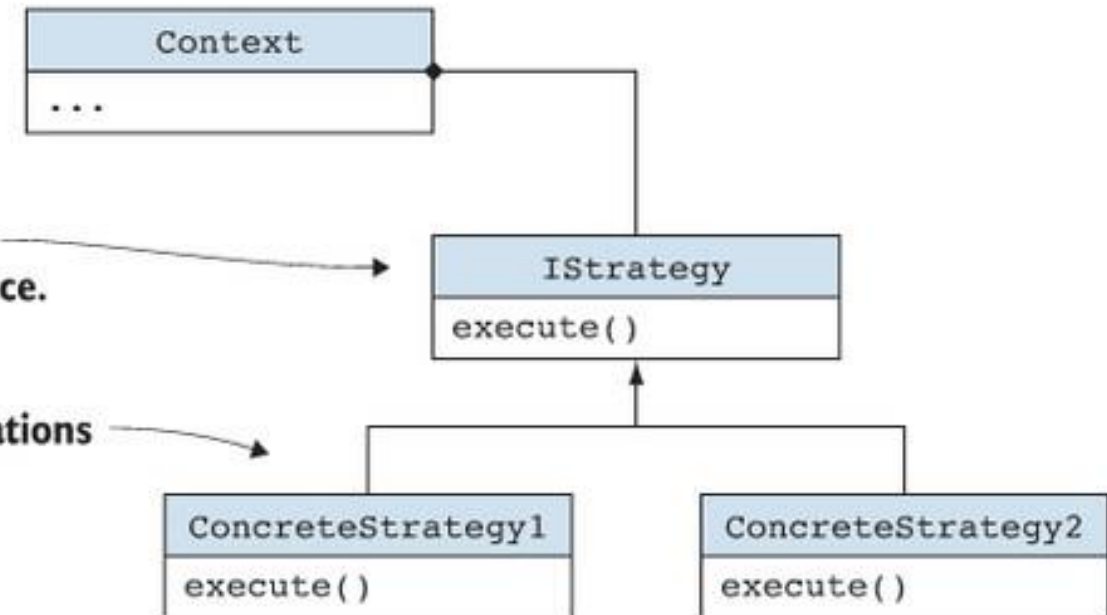 Context
...
ce.
IStrategy
execute()
ations
ConcreteStrategy1
execute()
ConcreteStrategy2
execute()